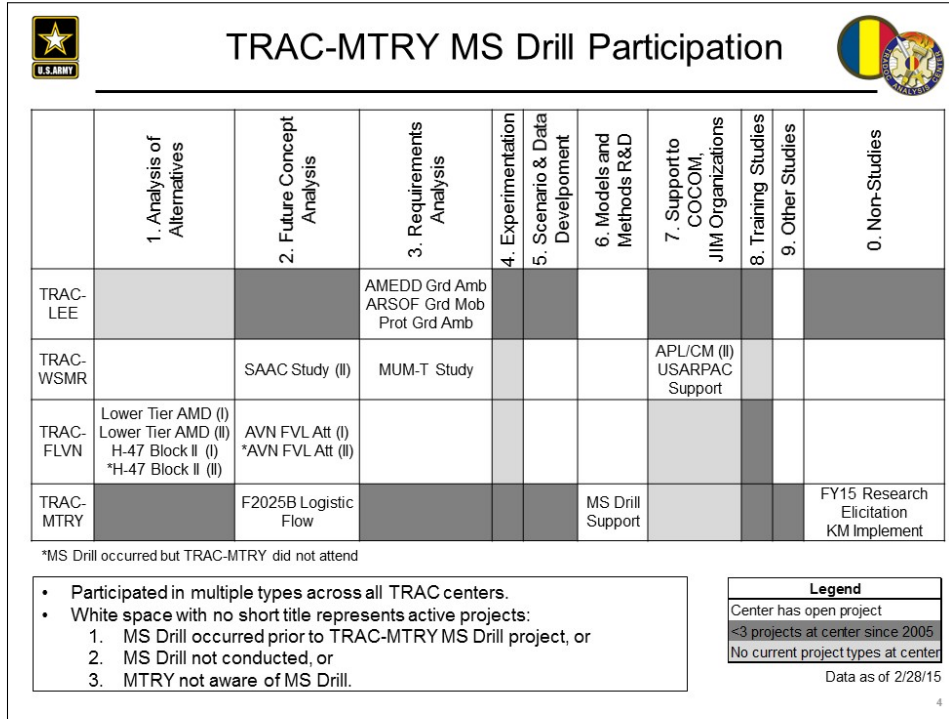 U.S.ARMY
TRAC-MTRY MS Drill Participation
TRADOC ANALYSIS CENTER
1. Analysis of
Alternatives
2. Future Concept
Analysis
3. Requirements
Analysis
4. Experimentation
5. Scenario & Data
Develpoment
6. Models and
Methods R&D
7. Support to
COCOM,
JIM Organizations
8. Training Studies
9. Other Studies
0. Non-Studies
TRAC-
LEE
AMEDD Grd Amb
ARSOF Grd Mob
Prot Grd Amb
TRAC-
WSMR
SAAC Study (II)
MUM-T Study
APL/CM (II)
USARPAC
Support
TRAC-
FLVN
Lower Tier AMD (I)
Lower Tier AMD (II)
H-47 Block II (I)
*H-47 Block II (II)
AVN FVL Att (I)
*AVN FVL Att (II)
TRAC-
MTRY
F2025B Logistic
Flow
MS Drill
Support
FY15 Research
Elicitation
KM Implement
*MS Drill occurred but TRAC-MTRY did not attend
• Participated in multiple types across all TRAC centers.
• White space with no short title represents active projects:
1. MS Drill occurred prior to TRAC-MTRY MS Drill project, or
2. MS Drill not conducted, or
3. MTRY not aware of MS Drill.
Legend
Center has open project
<3 projects at center since 2005
No current project types at center
Data as of 2/28/15
4